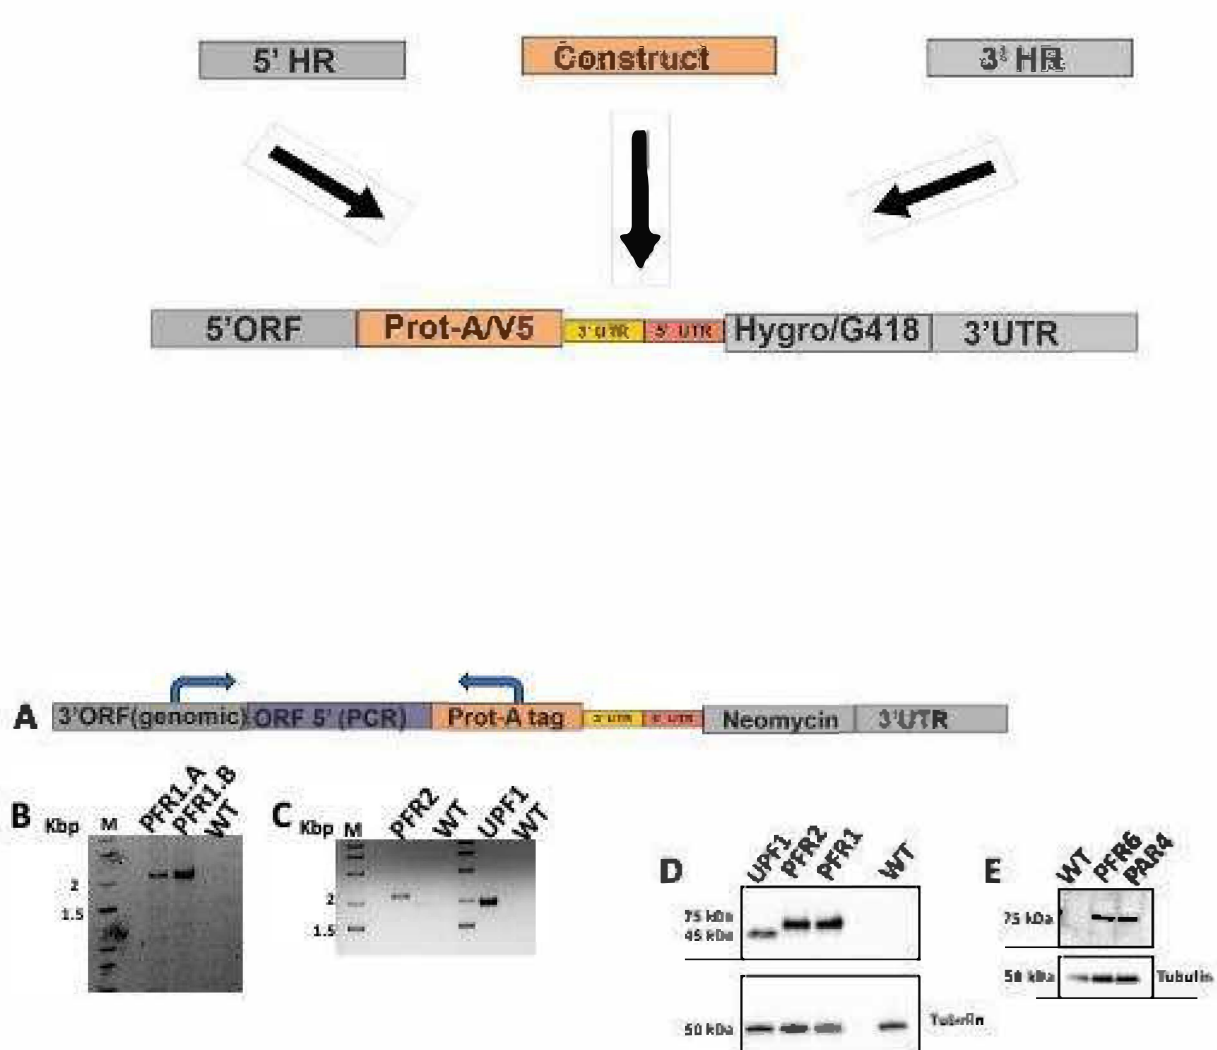 5' HR Construct 3' HR
5'ORF Prot-A/V5 3' UTR 5' UTR Hygro/G418 3'UTR
A 3'ORF(genomic) ORF 5' (PCR) Prot-A tag 3' UTR 5' UTR Neomycin 3'UTR
B Kbp M PFR1.A PFR1.B WT
2
1.5
C Kbp M PFR2 WT UPF1 WT
2
1.5
D UPF1 PFR2 PFR1 WT
75 kDa
45 kDa
50 kDa Tubulin
E WT PFR6 PAR4
75 kDa
50 kDa Tubulin